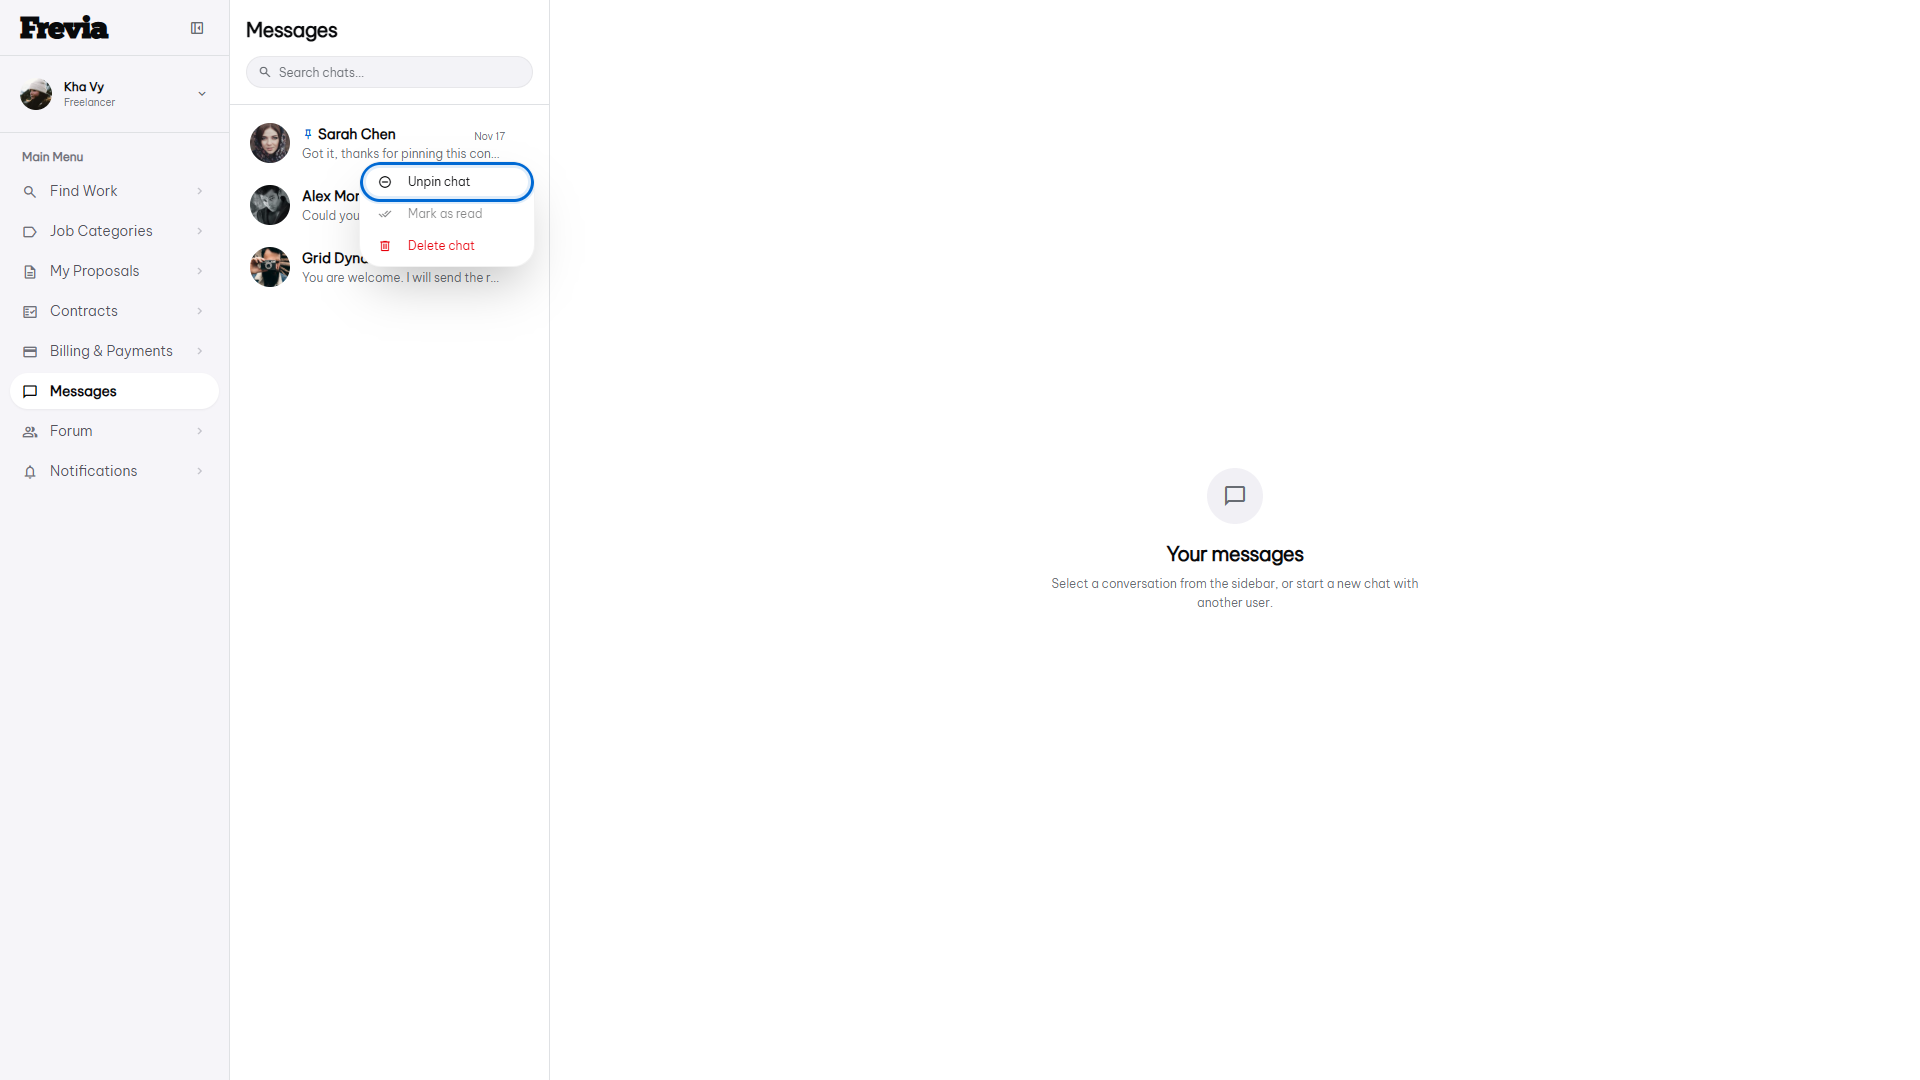 Frevia
Kha Vy
Freelancer
Main Menu
Find Work
Job Categories
My Proposals
Contracts
Billing & Payments
Messages
Forum
Notifications
Messages
Search chats...
Sarah Chen
Nov 17
Got it, thanks for pinning this con...
Alex Mor
Could you
Grid Dyn
You are welcome. I will send the r...
Unpin chat
Mark as read
Delete chat
Your messages
Select a conversation from the sidebar, or start a new chat with
another user.